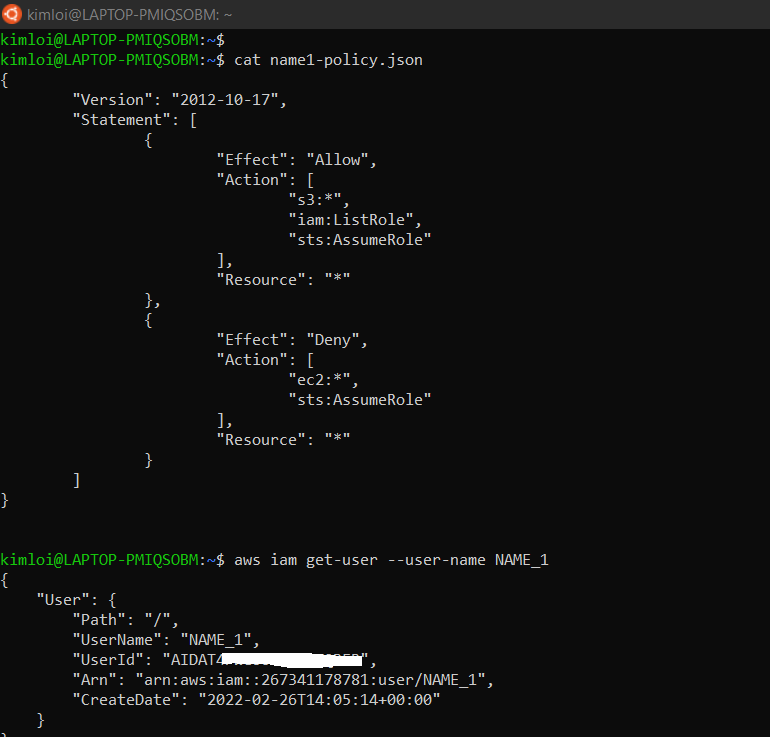 kimloi@LAPTOP-PMIQSOBM: ~
kimloi@LAPTOP-PMIQSOBM:~$
kimloi@LAPTOP-PMIQSOBM:~$ cat name1-policy.json
{
        "Version": "2012-10-17",
        "Statement": [
                {
                        "Effect": "Allow",
                        "Action": [
                                "s3:*",
                                "iam:ListRole",
                                "sts:AssumeRole"
                        ],
                        "Resource": "*"
                },
                {
                        "Effect": "Deny",
                        "Action": [
                                "ec2:*",
                                "sts:AssumeRole"
                        ],
                        "Resource": "*"
                }
        ]
}
kimloi@LAPTOP-PMIQSOBM:~$ aws iam get-user --user-name NAME_1
{
    "User": {
        "Path": "/",
        "UserName": "NAME_1",
        "UserId": "AIDAT4",
        "Arn": "arn:aws:iam::267341178781:user/NAME_1",
        "CreateDate": "2022-02-26T14:05:14+00:00"
    }